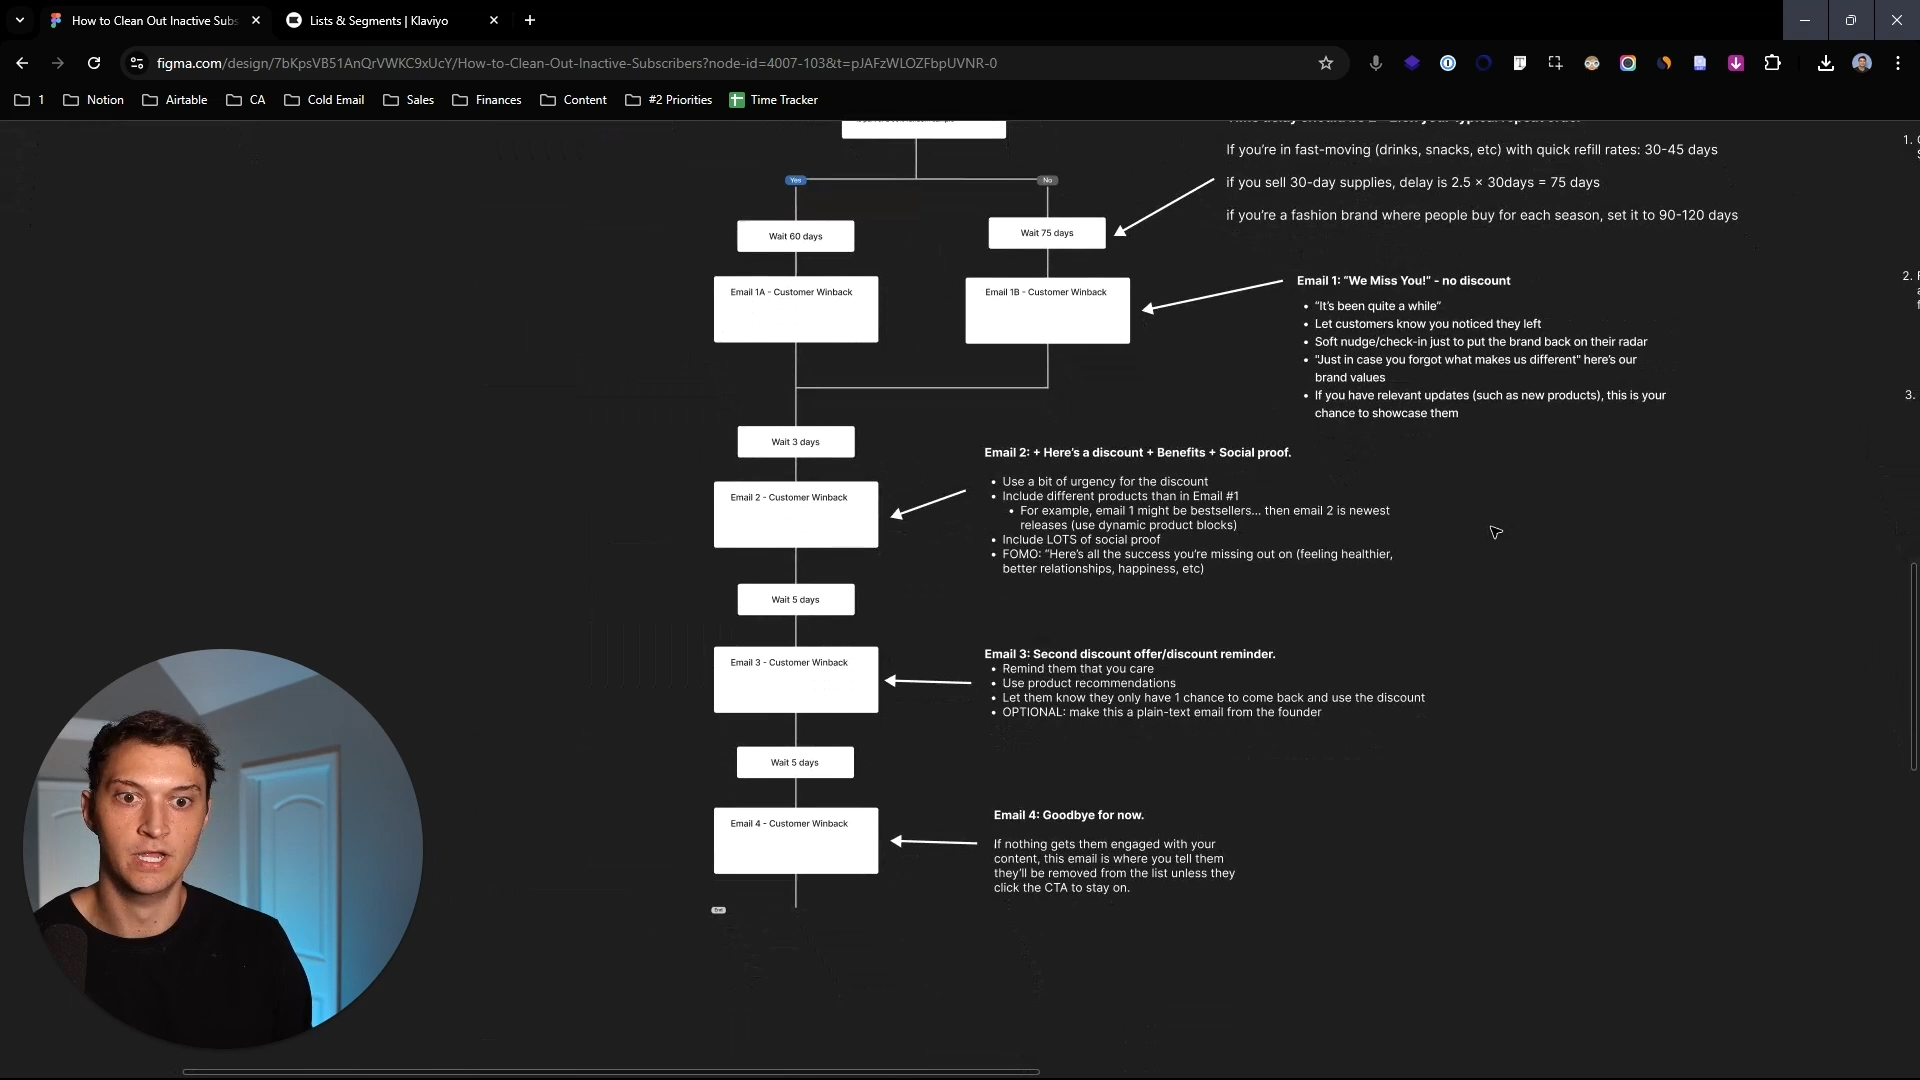 How to Clean Out Inactive Subs
Lists & Segments | Klaviyo
figma.com/design/7bKpsVB51AnQrVWKC9xUcY/How-to-Clean-Out-Inactive-Subscribers?node-id=4007-103&t=pJAFzWLOZFbpUVNR-0
1
Notion
Airtable
CA
Cold Email
Sales
Finances
Content
#2 Priorities
Time Tracker
If you're in fast-moving (drinks, snacks, etc) with quick refill rates: 30-45 days
if you sell 30-day supplies, delay is 2.5 x 30days = 75 days
if you're a fashion brand where people buy for each season, set it to 90-120 days
Yes
No
Wait 60 days
Wait 75 days
Email 1A - Customer Winback
Email 1B - Customer Winback
Email 1: "We Miss You!" - no discount
• "It's been quite a while"
• Let customers know you noticed they left
• Soft nudge/check-in just to put the brand back on their radar
• "Just in case you forgot what makes us different" here's our
brand values
• If you have relevant updates (such as new products), this is your
chance to showcase them
1.
2.
3.
Wait 3 days
Email 2 - Customer Winback
Email 2: + Here's a discount + Benefits + Social proof.
• Use a bit of urgency for the discount
• Include different products than in Email #1
• For example, email 1 might be bestsellers... then email 2 is newest
releases (use dynamic product blocks)
• Include LOTS of social proof
• FOMO: "Here's all the success you're missing out on (feeling healthier,
better relationships, happiness, etc)
Wait 5 days
Email 3 - Customer Winback
Email 3: Second discount offer/discount reminder.
• Remind them that you care
• Use product recommendations
• Let them know they only have 1 chance to come back and use the discount
• OPTIONAL: make this a plain-text email from the founder
Wait 5 days
Email 4 - Customer Winback
Email 4: Goodbye for now.
If nothing gets them engaged with your
content, this email is where you tell them
they'll be removed from the list unless they
click the CTA to stay on.
End